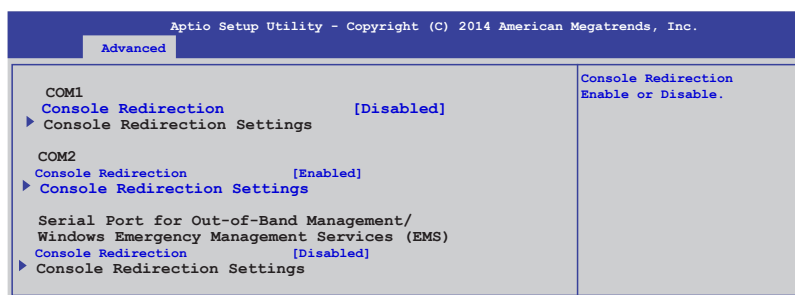 Aptio Setup Utility - Copyright (C) 2014 American Megatrends, Inc.
Advanced
COM1
Console Redirection [Disabled]
Console Redirection Settings
COM2
Console Redirection [Enabled]
Console Redirection Settings
Serial Port for Out-of-Band Management/
Windows Emergency Management Services (EMS)
Console Redirection [Disabled]
Console Redirection Settings
Console Redirection
Enable or Disable.